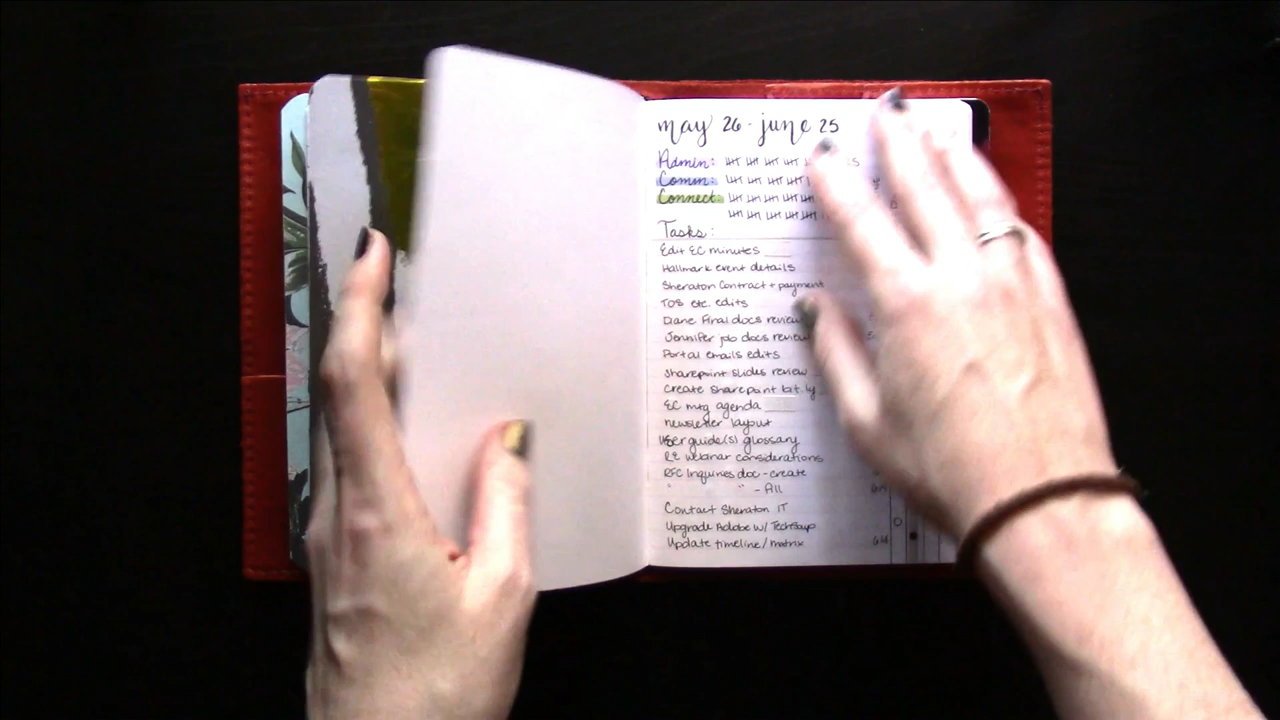 may 26 - june 25
Admin:
Comm:
Connect:
Tasks:
Edit EC minutes
Hallmark event details
Sheraton Contract + payment
TOS etc. edits
Diane Final docs review
Jennifer job docs review
Portal emails edits
Sharepoint slides review
Create Sharepoint bit.ly
EC mtg agenda
newsletter layout
User guide(s) glossary
RE webinar considerations
RFC Inquiries doc - create
" " - All
Contact Sheraton IT
Upgrade Adobe w/ TechSoup
Update timeline/matrix